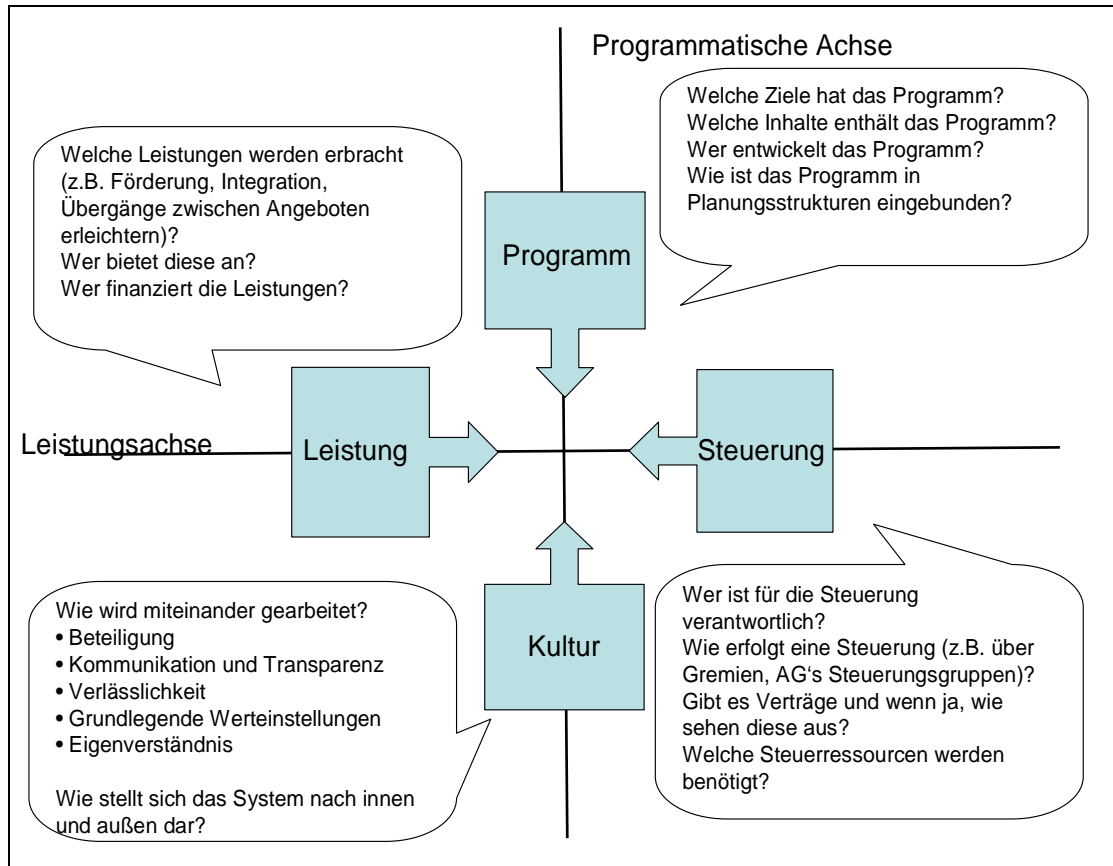 Programmatische Achse
Welche Ziele hat das Programm?
Welche Inhalte enthält das Programm?
Wer entwickelt das Programm?
Wie ist das Programm in
Planungsstrukturen eingebunden?
Welche Leistungen werden erbracht
(z.B. Förderung, Integration,
Übergänge zwischen Angeboten
erleichtern)?
Wer bietet diese an?
Wer finanziert die Leistungen?
Programm
Leistungsachse
Leistung
Steuerung
Wie wird miteinander gearbeitet?
• Beteiligung
• Kommunikation und Transparenz
• Verlässlichkeit
• Grundlegende Werteinstellungen
• Eigenverständnis
Wie stellt sich das System nach innen
und außen dar?
Kultur
Wer ist für die Steuerung
verantwortlich?
Wie erfolgt eine Steuerung (z.B. über
Gremien, AG‘s Steuerungsgruppen)?
Gibt es Verträge und wenn ja, wie
sehen diese aus?
Welche Steuerressourcen werden
benötigt?